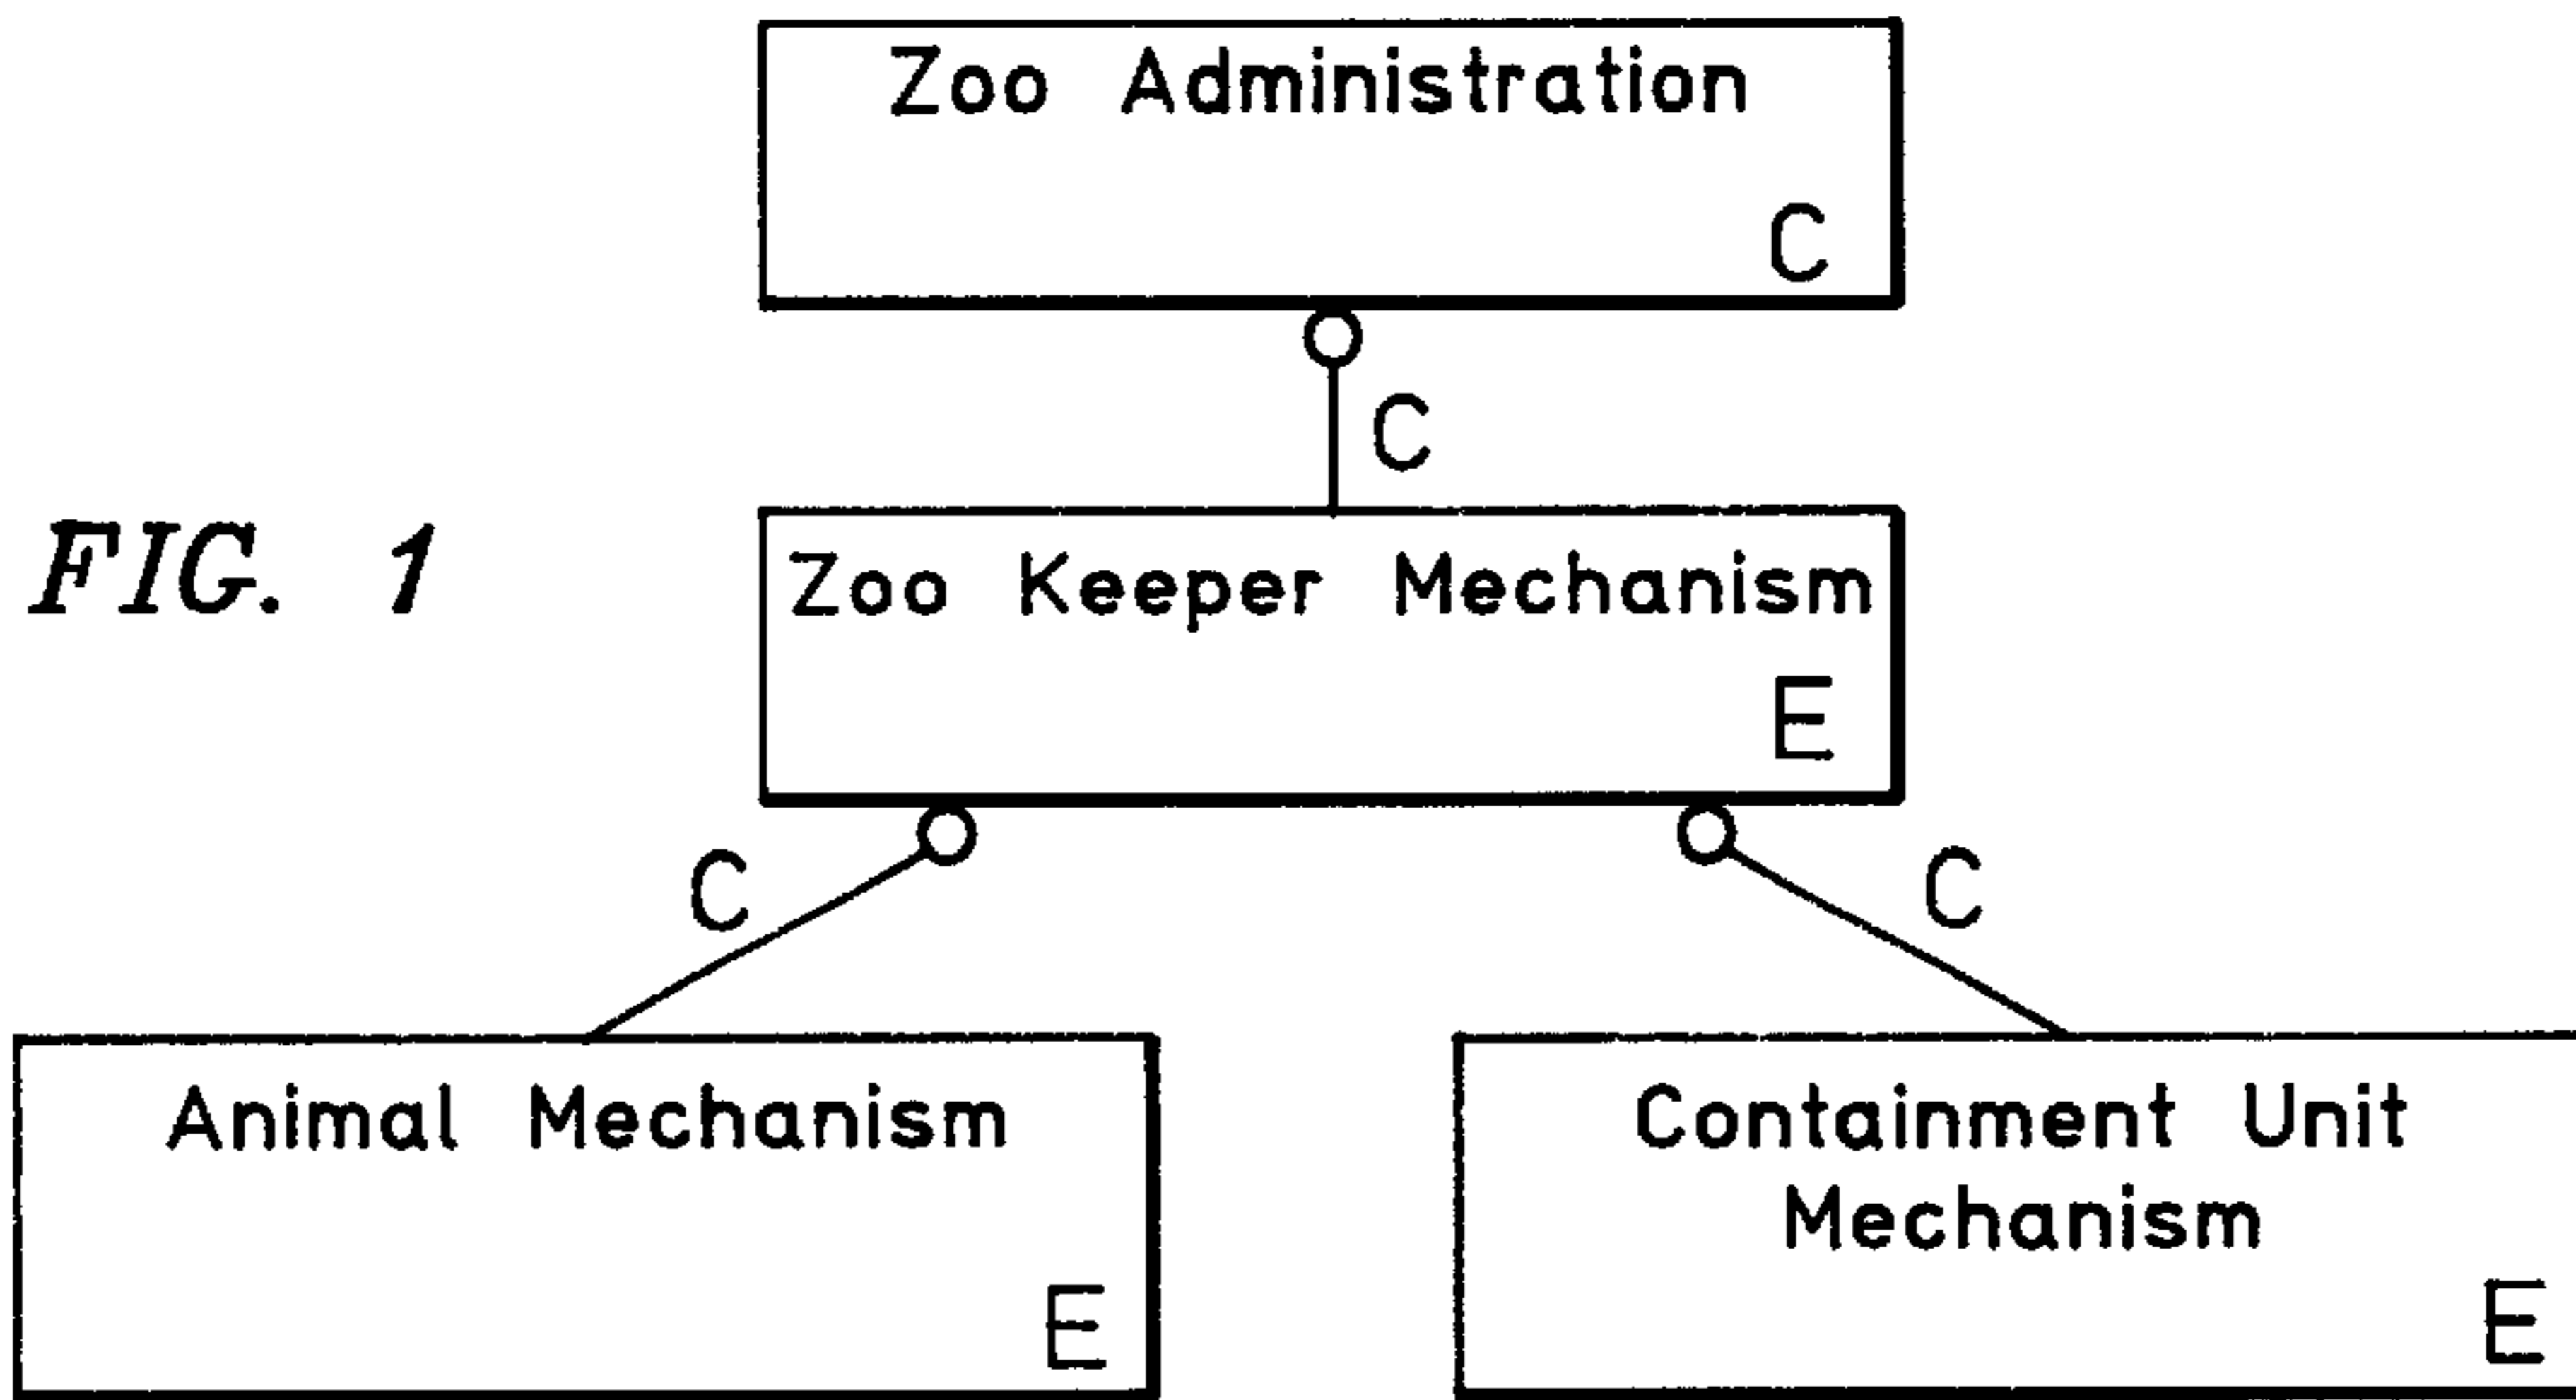 Zoo Administration
C
C
FIG. 1
Zoo Keeper Mechanism
E
C
C
Animal Mechanism
E
Containment Unit
Mechanism
E